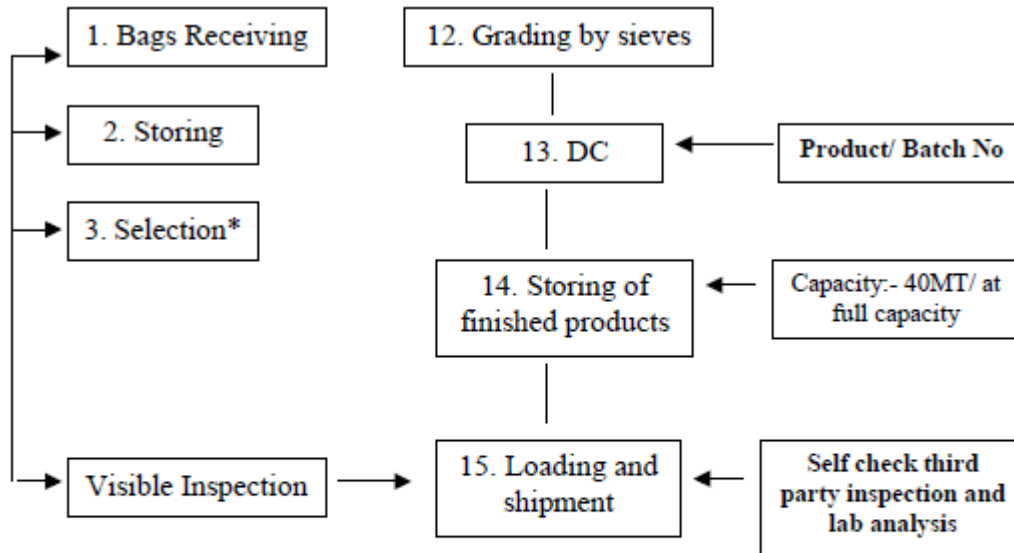 1. Bags Receiving
2. Storing
3. Selection*
Visible Inspection
12. Grading by sieves
13. DC
14. Storing of
finished products
15. Loading and
shipment
Product/ Batch No
Capacity:- 40MT/ at
full capacity
Self check third
party inspection and
lab analysis